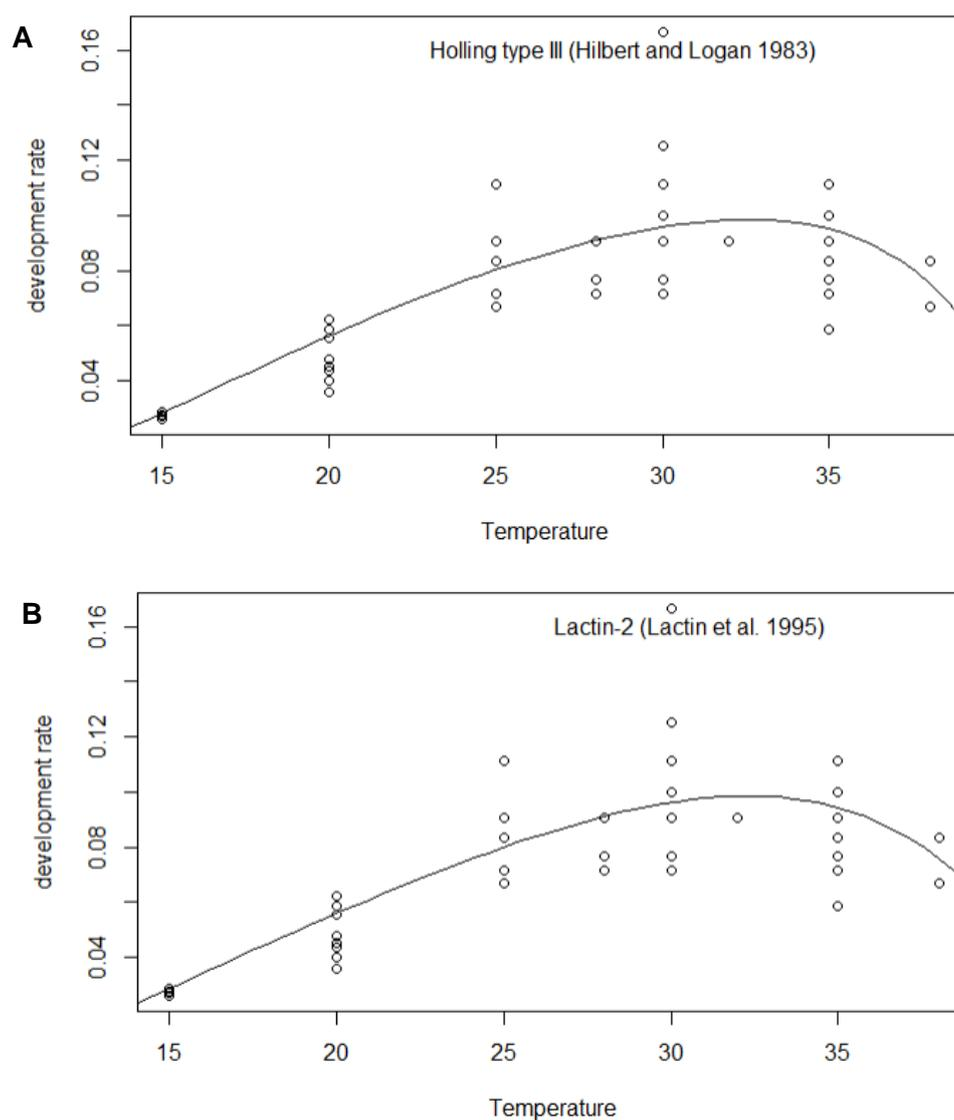 A
Holling type III (Hilbert and Logan 1983)
0.16
0.12
0.08
0.04
development rate
15 20 25 30 35
Temperature
B
Lactin-2 (Lactin et al. 1995)
0.16
0.12
0.08
0.04
development rate
15 20 25 30 35
Temperature